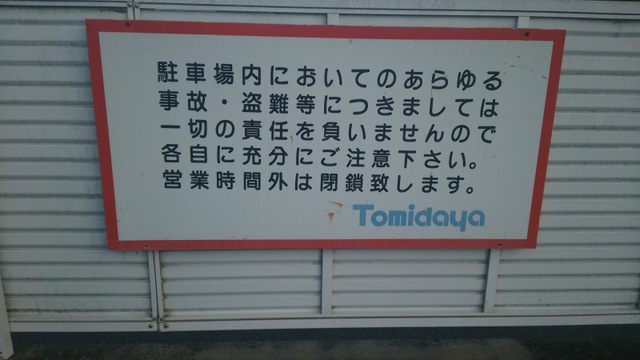 駐車場内においてのあらゆる
事故・盗難等につきましては
一切の責任を負いませんので
各自に充分にご注意下さい。
営業時間外は閉鎖致します。
Tomidaya